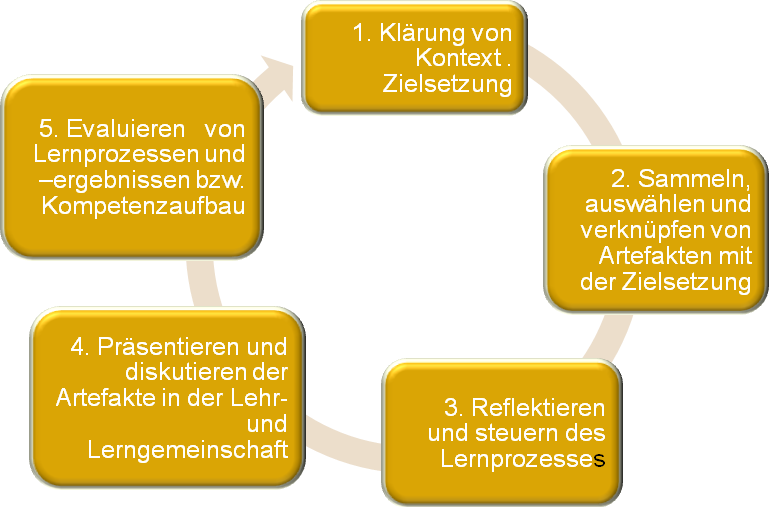 1. Klärung von
Kontext .
Zielsetzung
2. Sammeln,
auswählen und
verknüpfen von
Artefakten mit
der Zielsetzung
3. Reflektieren
und steuern des
Lernprozesses
4. Präsentieren und
diskutieren der
Artefakte in der Lehr-
und
Lerngemeinschaft
5. Evaluieren von
Lernprozessen und
–ergebnissen bzw.
Kompetenzaufbau